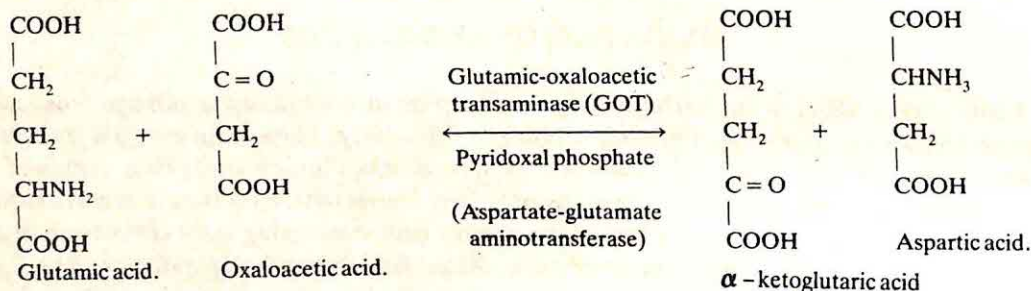 COOH
CH₂
CH₂
CHNH₂
COOH
Glutamic acid.
+
COOH
C = O
CH₂
COOH
Oxaloacetic acid.
Glutamic-oxaloacetic
transaminase (GOT)
Pyridoxal phosphate
(Aspartate-glutamate
aminotransferase)
COOH
CH₂
CH₂
C = O
COOH
α – ketoglutaric acid
+
COOH
CHNH₃
CH₂
COOH
Aspartic acid.